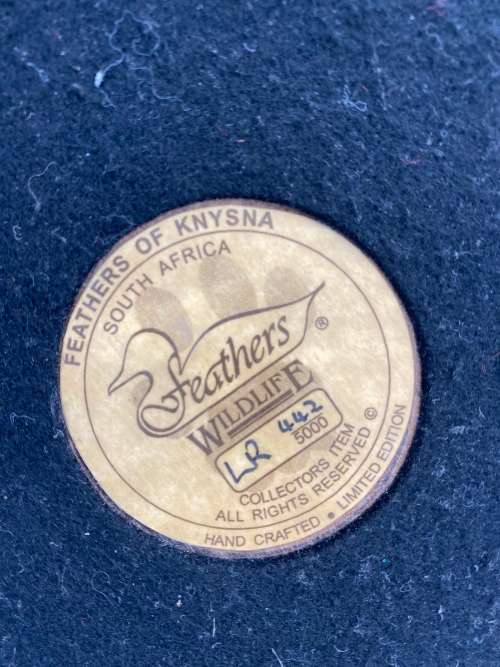 FEATHERS OF KNYSNA
SOUTH AFRICA
Feathers ®
WILDLIFE
LR 442
5000
COLLECTORS ITEM
ALL RIGHTS RESERVED ©
HAND CRAFTED • LIMITED EDITION